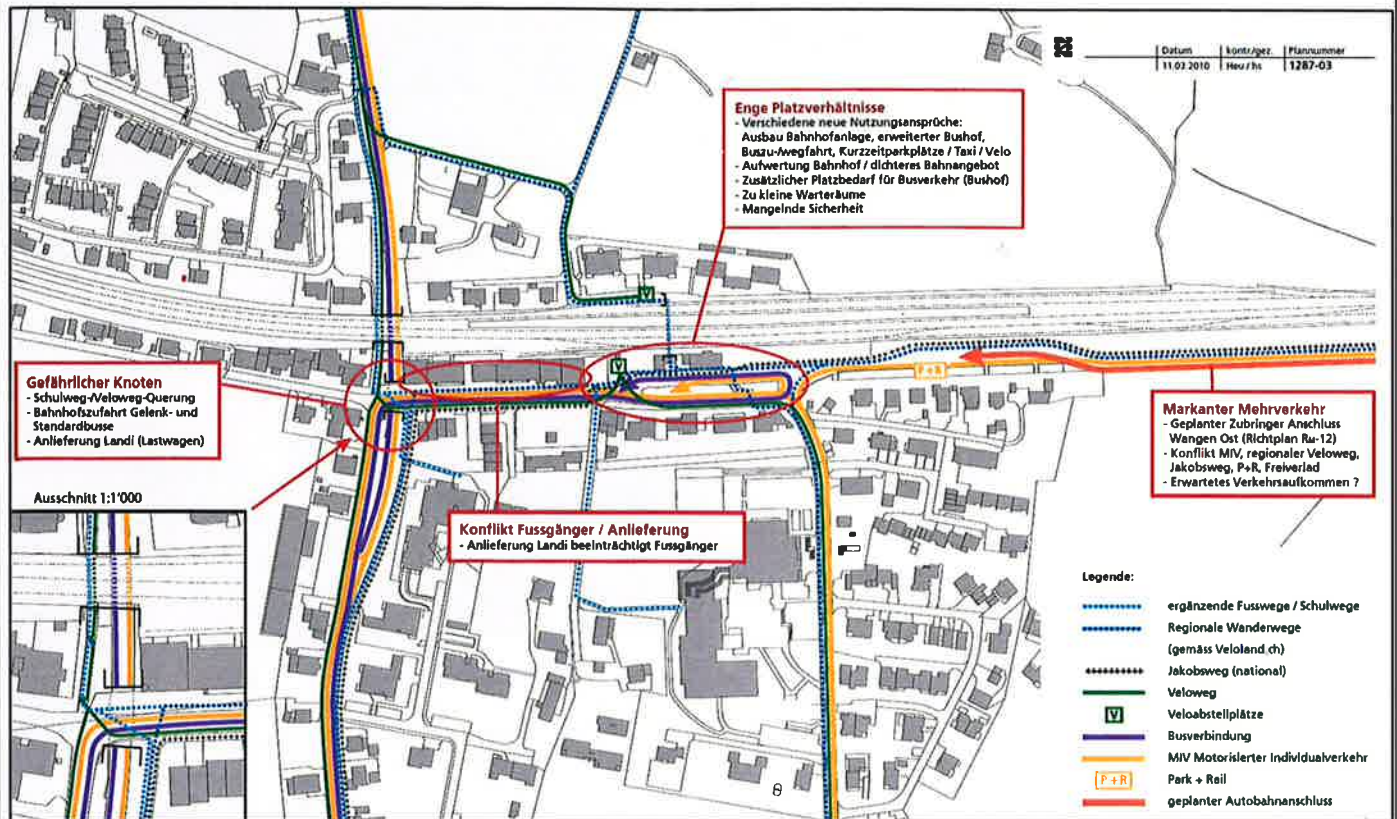 Datum kontr./gez. Plannummer
11.02.2010 Heu / hs 1287-03
Enge Platzverhältnisse
- Verschiedene neue Nutzungsansprüche:
Ausbau Bahnhofanlage, erweiterter Bushof,
Buszu-/wegfahrt, Kurzzeitparkplätze / Taxi / Velo
- Aufwertung Bahnhof / dichteres Bahnangebot
- Zusätzlicher Platzbedarf für Busverkehr (Bushof)
- Zu kleine Warteräume
- Mangelnde Sicherheit
V
V
P+R
Gefährlicher Knoten
- Schulweg-/Veloweg-Querung
- Bahnhofszufahrt Gelenk- und
Standardbusse
- Anlieferung Landi (Lastwagen)
Markanter Mehrverkehr
- Geplanter Zubringer Anschluss
Wangen Ost (Richtplan Ru-12)
- Konflikt MIV, regionaler Veloweg,
Jakobsweg, P+R, Freiverlad
- Erwartetes Verkehrsaufkommen ?
Ausschnitt 1:1'000
Konflikt Fussgänger / Anlieferung
- Anlieferung Landi beeinträchtigt Fussgänger
Legende:
ergänzende Fusswege / Schulwege
Regionale Wanderwege
(gemäss Veloland.ch)
Jakobsweg (national)
Veloweg
V Veloabstellplätze
Busverbindung
MIV Motorisierter Individualverkehr
P+R Park + Rail
geplanter Autobahnanschluss